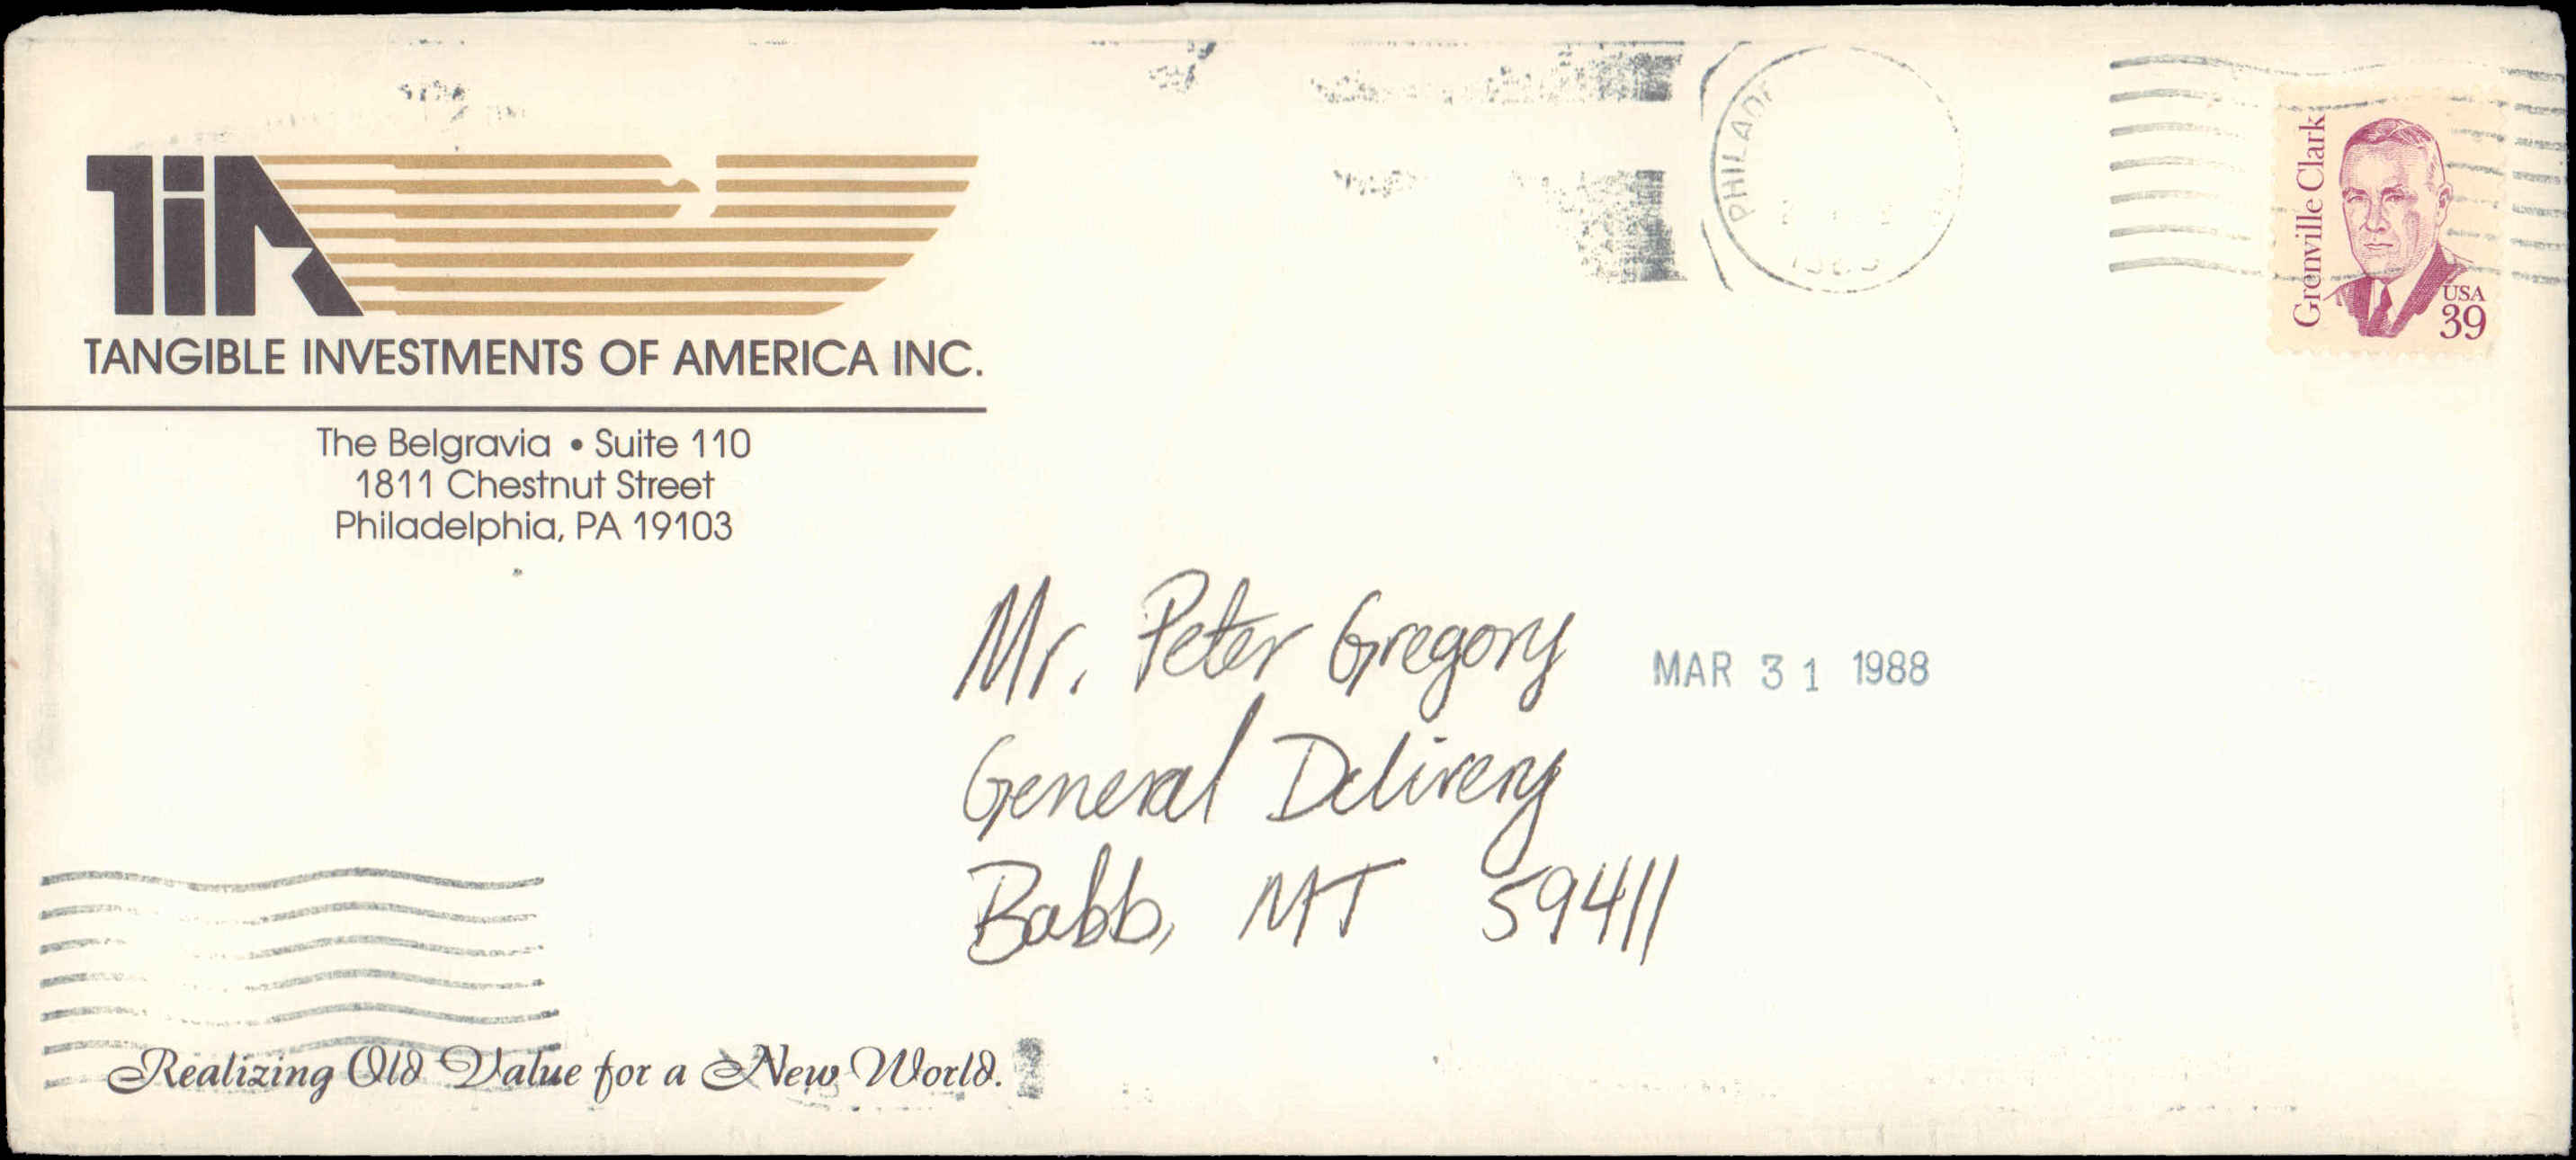 TiA
TANGIBLE INVESTMENTS OF AMERICA INC.
The Belgravia • Suite 110
1811 Chestnut Street
Philadelphia, PA 19103
PHILADE
Grenville Clark
USA
39
Mr. Peter Gregory
MAR 31 1988
General Delivery
Babb, MT 59411
Realizing Old Value for a New World.